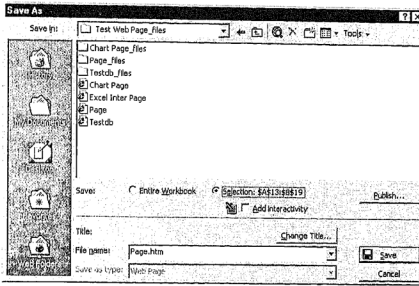 Save As
Save in:
Test Web Page_files
Tools
Chart Page_files
Page_files
Testdb_files
Chart Page
Excel Inter Page
Page
Testdb
Save:
Entire Workbook
Selection: $A$13:$B$19
Publish...
Add interactivity
Title:
Change Title...
File name:
Page.htm
Save
Save as type:
Web Page
Cancel